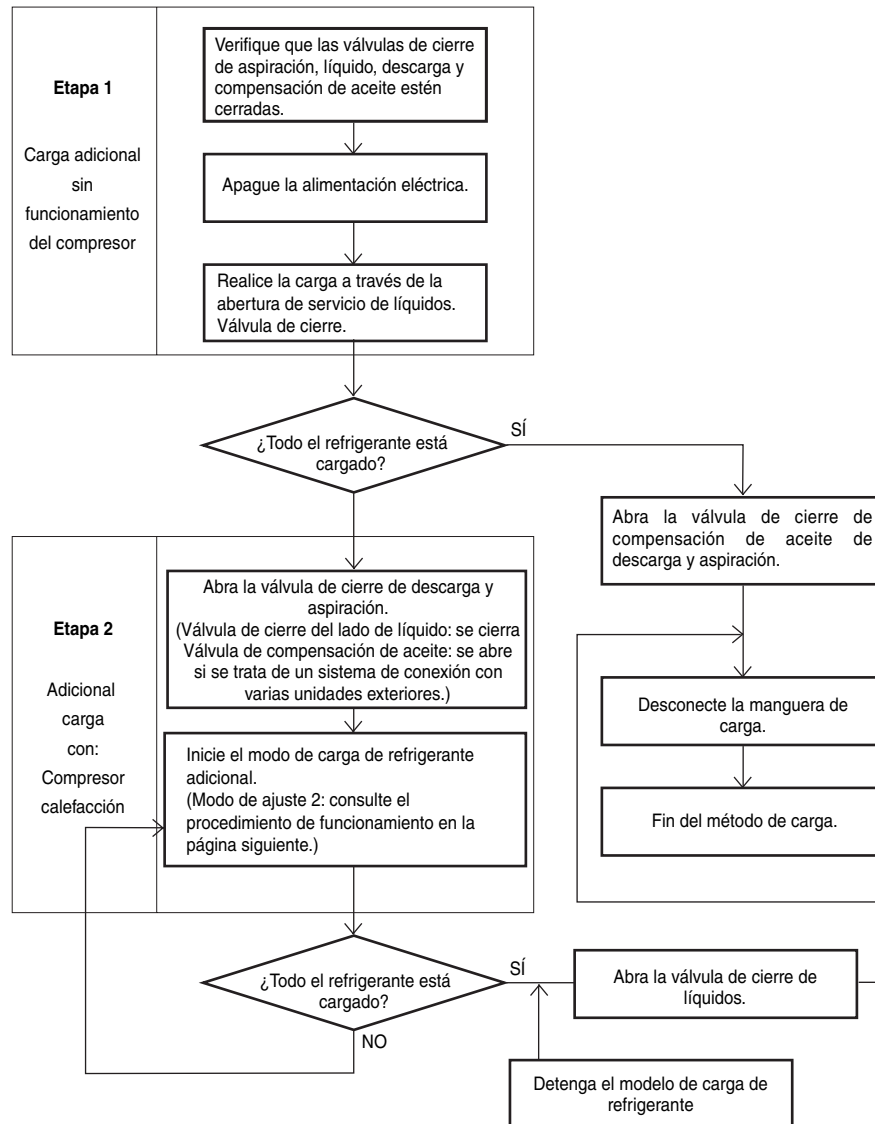 Etapa 1
Carga adicional
sin
funcionamiento
del compresor
Verifique que las válvulas de cierre
de aspiración, líquido, descarga y
compensación de aceite estén
cerradas.
Apague la alimentación eléctrica.
Realice la carga a través de la
abertura de servicio de líquidos.
Válvula de cierre.
¿Todo el refrigerante está
cargado?
SÍ
Abra la válvula de cierre de
compensación de aceite de
descarga y aspiración.
Desconecte la manguera de
carga.
Fin del método de carga.
Etapa 2
Adicional
carga
con:
Compresor
calefacción
Abra la válvula de cierre de descarga y
aspiración.
(Válvula de cierre del lado de líquido: se cierra
Válvula de compensación de aceite: se abre
si se trata de un sistema de conexión con
varias unidades exteriores.)
Inicie el modo de carga de refrigerante
adicional.
(Modo de ajuste 2: consulte el
procedimiento de funcionamiento en la
página siguiente.)
¿Todo el refrigerante está
cargado?
SÍ
NO
Abra la válvula de cierre de
líquidos.
Detenga el modelo de carga de
refrigerante